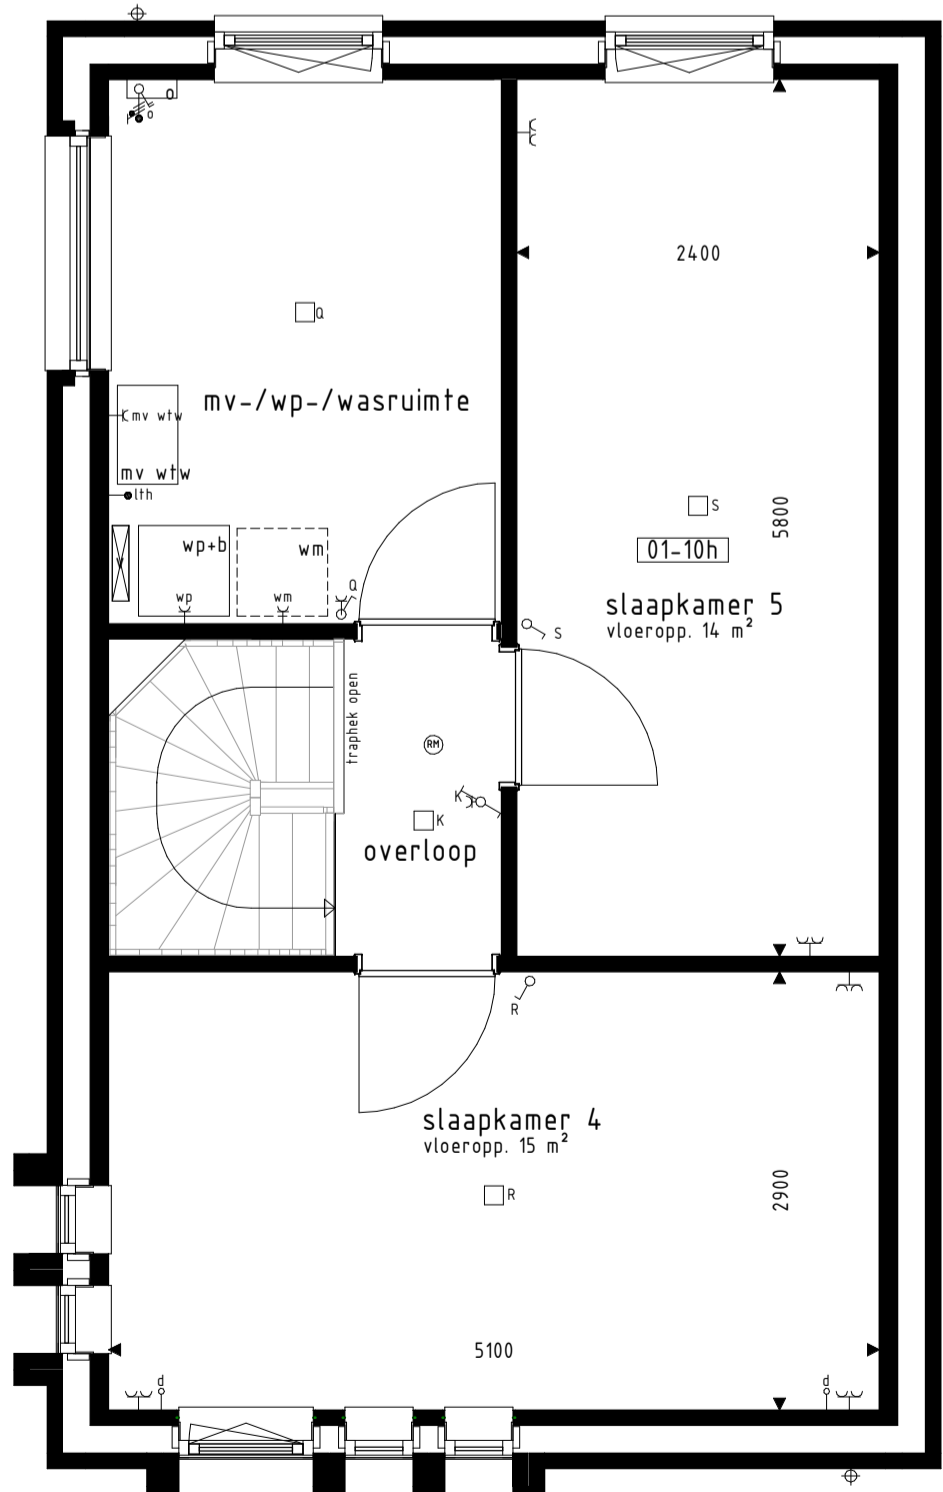 o
o
2400
Q
mv-/wp-/wasruimte
mv wtw
mv wtw
lth
S
5800
01-10h
wp+b
wm
wp
wm
Q
slaapkamer 5
vloeropp. 14 m²
S
traphek open
RM
K
K
overloop
R
slaapkamer 4
vloeropp. 15 m²
R
2900
5100
d
d